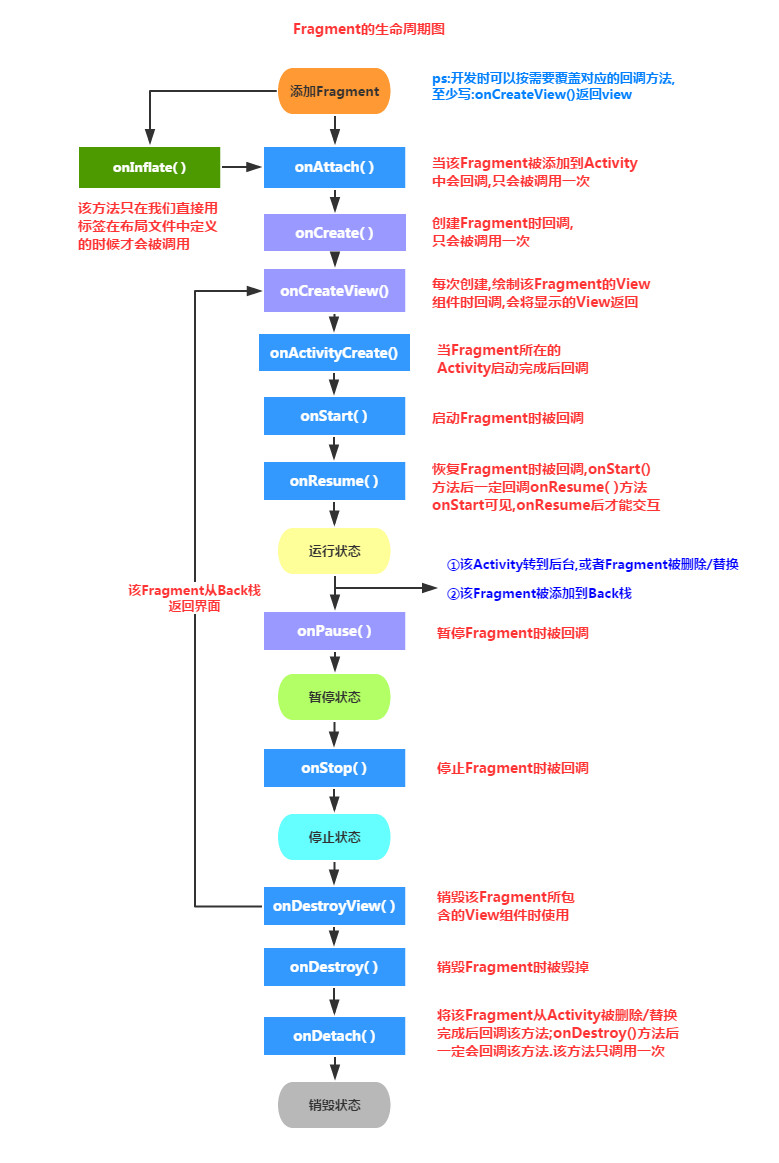 Fragment的生命周期图
添加Fragment
ps:开发时可以按需要覆盖对应的回调方法,
至少写:onCreateView()返回view
onInflate( )
onAttach( )
当该Fragment被添加到Activity
中会回调,只会被调用一次
该方法只在我们直接用
标签在布局文件中定义
的时候才会被调用
onCreate( )
创建Fragment时回调,
只会被调用一次
onCreateView()
每次创建,绘制该Fragment的View
组件时回调,会将显示的View返回
onActivityCreate()
当Fragment所在的
Activity启动完成后回调
onStart( )
启动Fragment时被回调
onResume( )
恢复Fragment时被回调,onStart()
方法后一定回调onResume( )方法
onStart可见,onResume后才能交互
运行状态
①该Activity转到后台,或者Fragment被删除/替换
②该Fragment被添加到Back栈
该Fragment从Back栈
返回界面
onPause( )
暂停Fragment时被回调
暂停状态
onStop( )
停止Fragment时被回调
停止状态
onDestroyView( )
销毁该Fragment所包
含的View组件时使用
onDestroy( )
销毁Fragment时被毁掉
onDetach( )
将该Fragment从Activity被删除/替换
完成后回调该方法;onDestroy()方法后
一定会回调该方法.该方法只调用一次
销毁状态